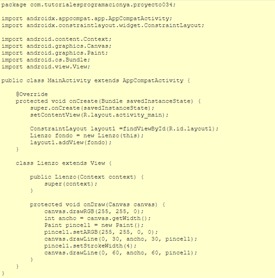 package com.tutorialesprogramacionya.proyecto034;
import androidx.appcompat.app.AppCompatActivity;
import androidx.constraintlayout.widget.ConstraintLayout;
import android.content.Context;
import android.graphics.Canvas;
import android.graphics.Paint;
import android.os.Bundle;
import android.view.View;
public class MainActivity extends AppCompatActivity {
@Override
protected void onCreate(Bundle savedInstanceState) {
super.onCreate(savedInstanceState);
setContentView(R.layout.activity_main);
ConstraintLayout layout1 =findViewById(R.id.layout1);
Lienzo fondo = new Lienzo(this);
layout1.addView(fondo);
}
class Lienzo extends View {
public Lienzo(Context context) {
super(context);
}
protected void onDraw(Canvas canvas) {
canvas.drawRGB(255, 255, 0);
int ancho = canvas.getWidth();
Paint pincel1 = new Paint();
pincel1.setARGB(255, 255, 0, 0);
canvas.drawLine(0, 30, ancho, 30, pincel1);
pincel1.setStrokeWidth(4);
canvas.drawLine(0, 60, ancho, 60, pincel1);
}
}
}